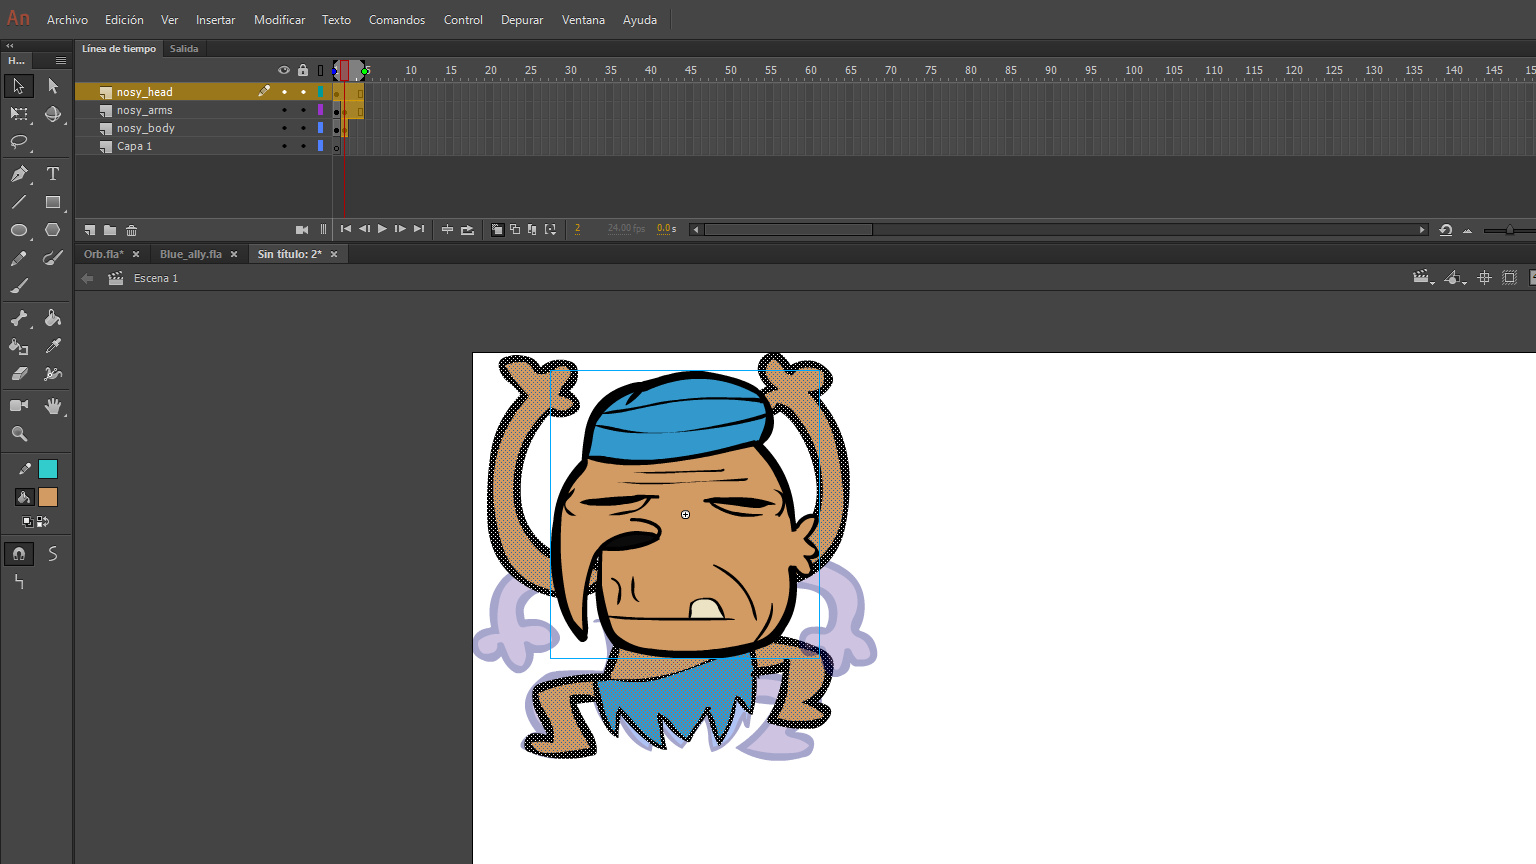 An Archivo Edición Ver Insertar Modificar Texto Comandos Control Depurar Ventana Ayuda
H... Línea de tiempo Salida
5 10 15 20 25 30 35 40 45 50 55 60 65 70 75 80 85 90 95 100 105 110 115 120 125 130 135 140 145 15
nosy_head
nosy_arms
nosy_body
Capa 1
2 24.00 fps 0.0 s
Orb.fla* Blue_ally.fla Sin título: 2*
Escena 1